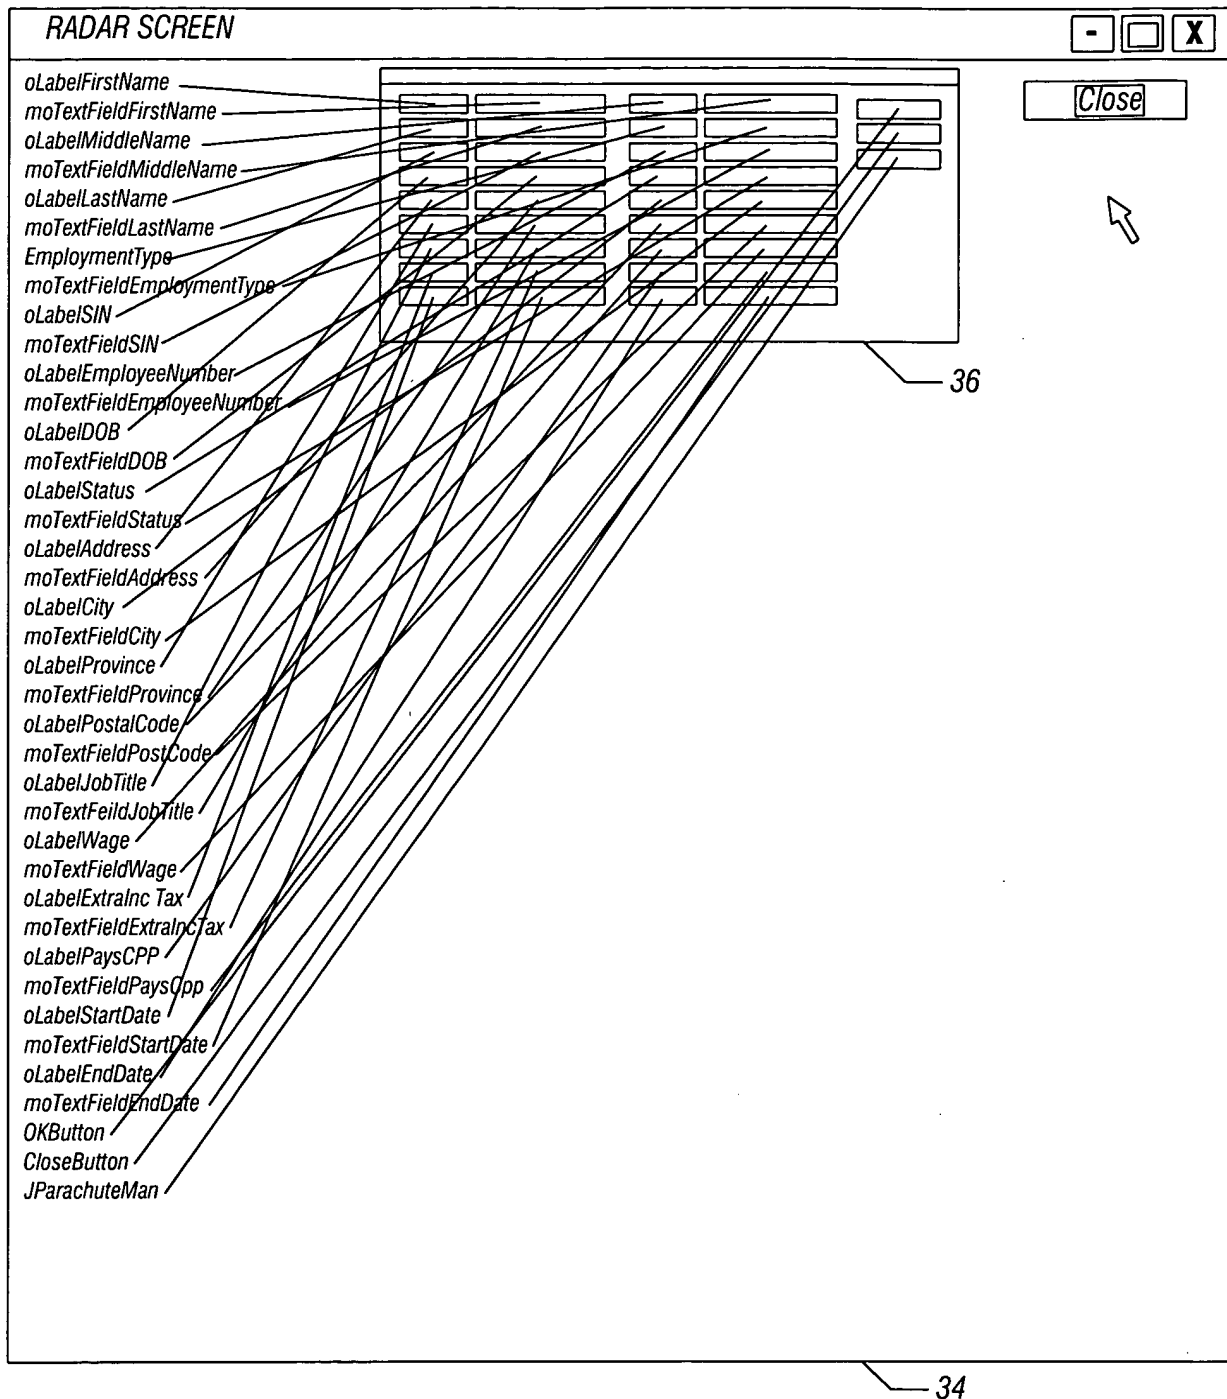 RADAR SCREEN
- X
oLabelFirstName
Close
moTextFieldFirstName
oLabelMiddleName
moTextFieldMiddleName
oLabelLastName
moTextFieldLastName
EmploymentType
moTextFieldEmploymentType
oLabelSIN
moTextFieldSIN
oLabelEmployeeNumber
36
moTextFieldEmployeeNumber
oLabelDOB
moTextFieldDOB
oLabelStatus
moTextFieldStatus
oLabelAddress
moTextFieldAddress
oLabelCity
moTextFieldCity
oLabelProvince
moTextFieldProvince
oLabelPostalCode
moTextFieldPostCode
oLabelJobTitle
moTextFeildJobTitle
oLabelWage
moTextFieldWage
oLabelExtraInc Tax
moTextFieldExtraIncTax
oLabelPaysCPP
moTextFieldPaysCpp
oLabelStartDate
moTextFieldStartDate
oLabelEndDate
moTextFieldEndDate
OKButton
CloseButton
JParachuteMan
34